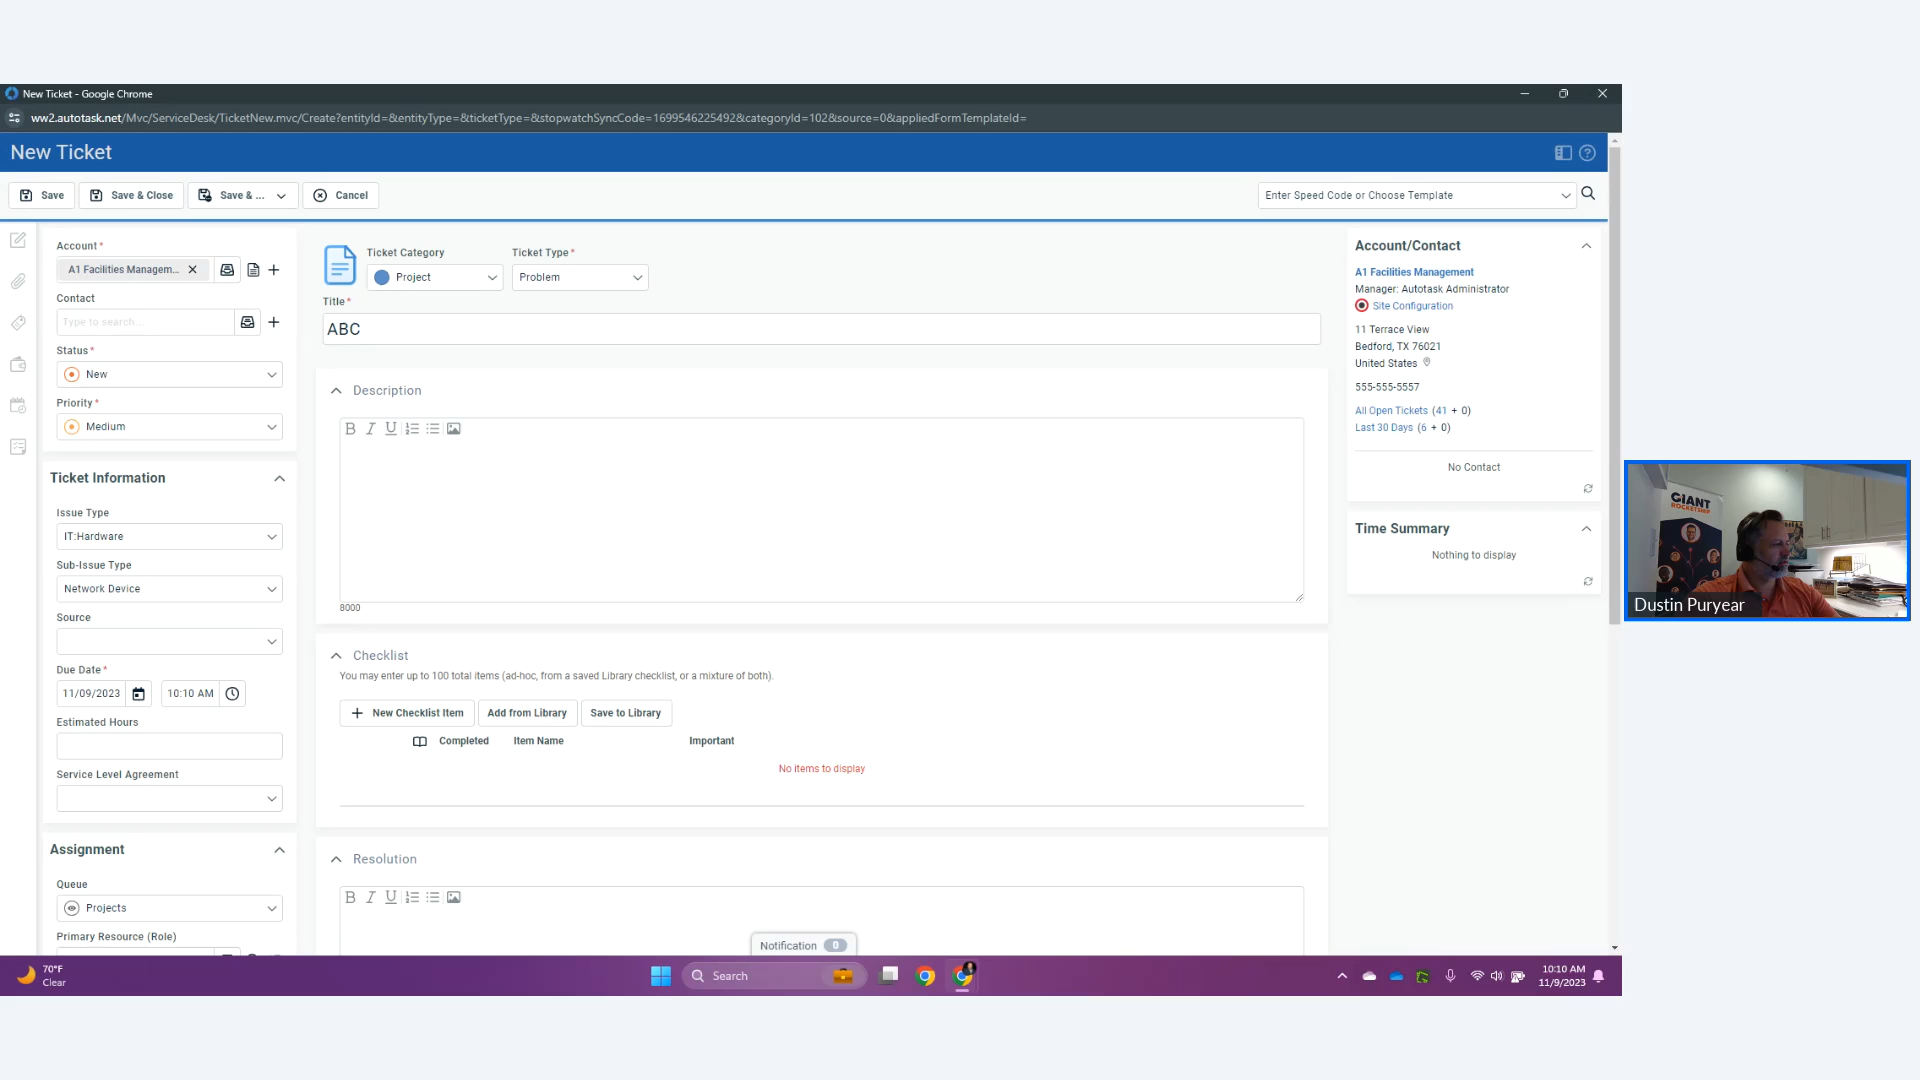 New Ticket - Google Chrome
ww2.autotask.net/Mvc/ServiceDesk/TicketNew.mvc/Create?entityId=&entityType=&ticketType=&stopwatchSyncCode=1699546225492&categoryId=102&source=0&appliedFormTemplateId=
New Ticket
Save
Save & Close
Save & ...
Cancel
Enter Speed Code or Choose Template
Account*
A1 Facilities Managem...
Contact
Type to search...
Status*
New
Priority*
Medium
Ticket Information
Issue Type
IT:Hardware
Sub-Issue Type
Network Device
Source
Due Date*
11/09/2023
10:10 AM
Estimated Hours
Service Level Agreement
Assignment
Queue
Projects
Primary Resource (Role)
Ticket Category
Project
Ticket Type*
Problem
Title*
ABC
Description
B I U
8000
Checklist
You may enter up to 100 total items (ad-hoc, from a saved Library checklist, or a mixture of both).
New Checklist Item
Add from Library
Save to Library
Completed
Item Name
Important
No items to display
Resolution
B I U
Notification 0
Account/Contact
A1 Facilities Management
Manager: Autotask Administrator
Site Configuration
11 Terrace View
Bedford, TX 76021
United States
555-555-5557
All Open Tickets (41 + 0)
Last 30 Days (6 + 0)
No Contact
Time Summary
Nothing to display
GIANT
ROCKETSHIP
Dustin Puryear
70°F
Clear
Search
10:10 AM
11/9/2023